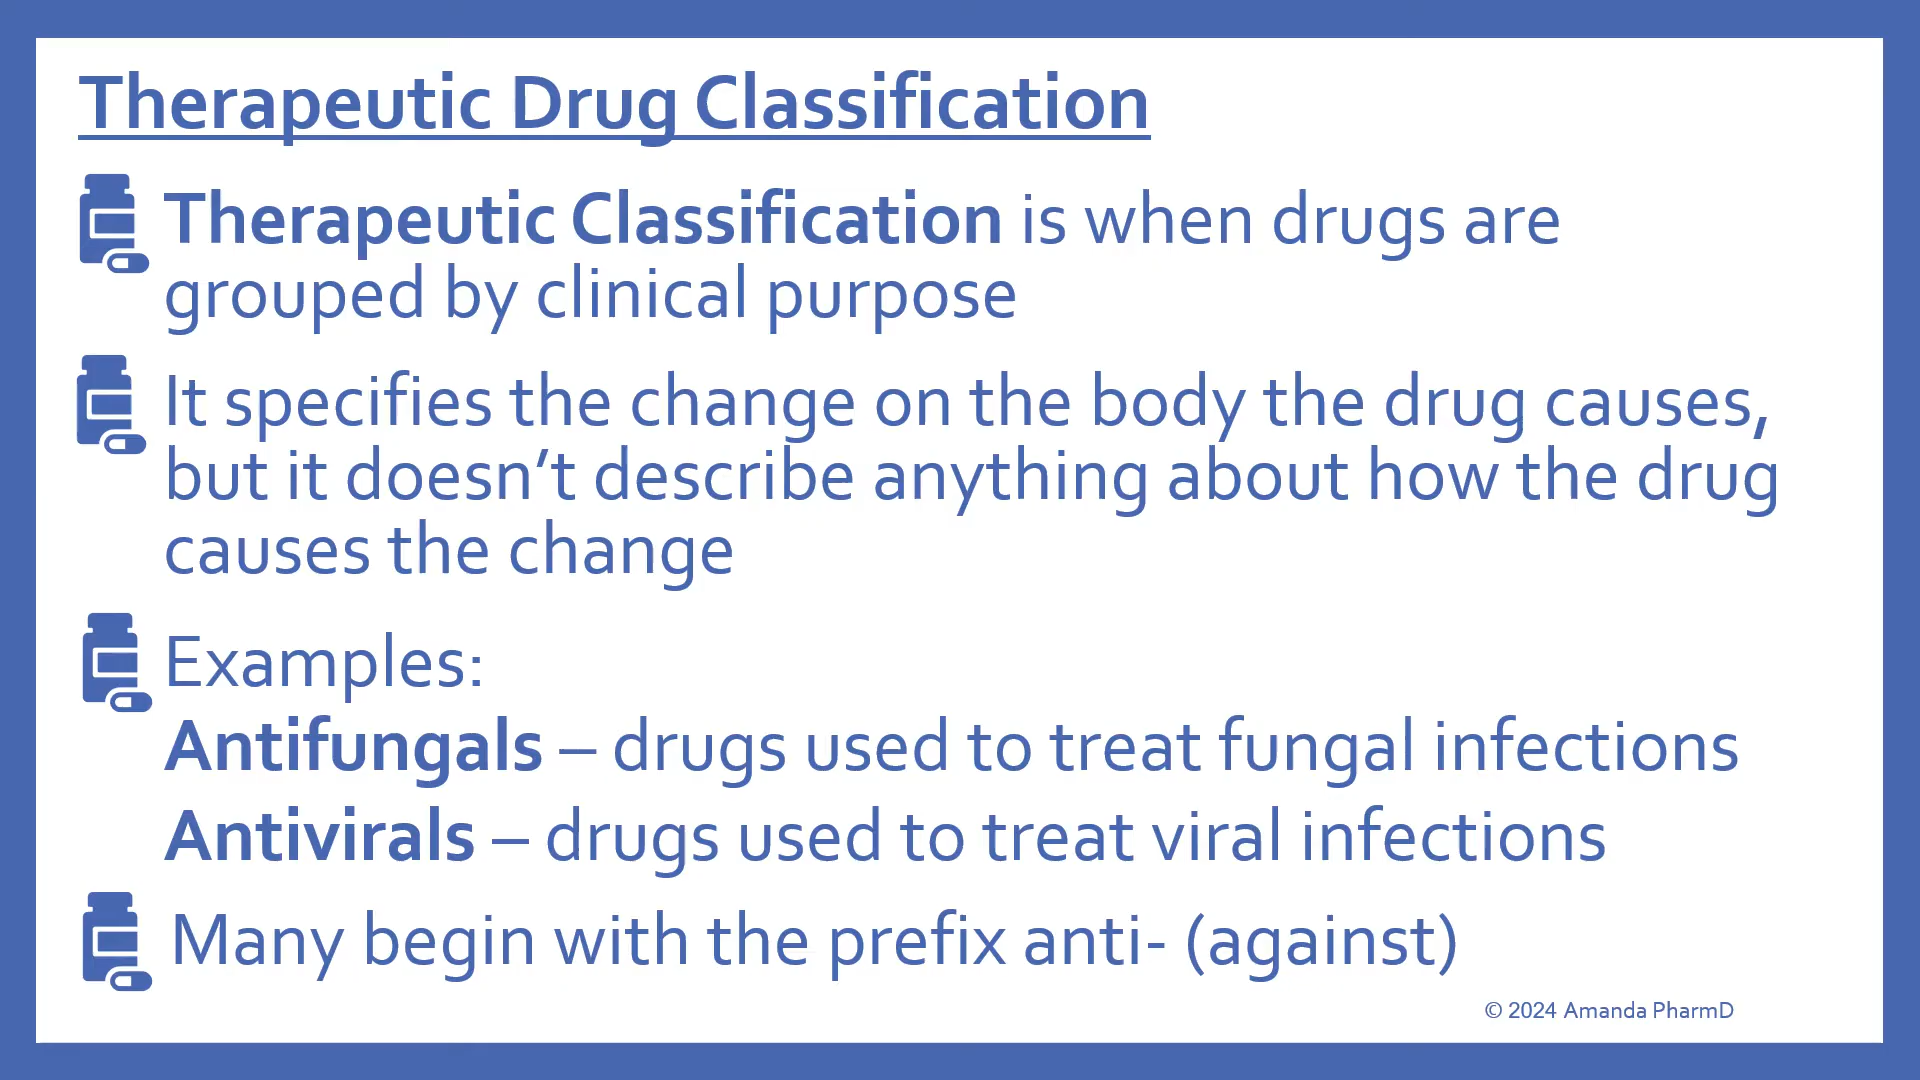 Therapeutic Drug Classification
Therapeutic Classification is when drugs are
grouped by clinical purpose
It specifies the change on the body the drug causes,
but it doesn’t describe anything about how the drug
causes the change
Examples:
Antifungals – drugs used to treat fungal infections
Antivirals – drugs used to treat viral infections
Many begin with the prefix anti- (against)
© 2024 Amanda PharmD